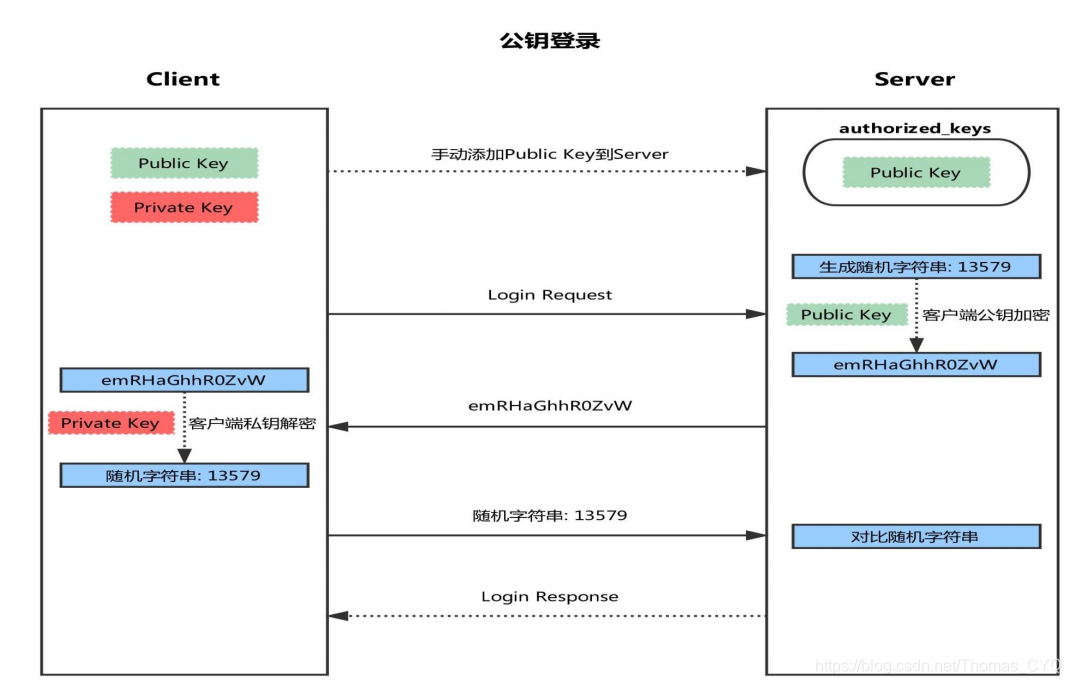 公钥登录
Client
Server
authorized_keys
Public Key
手动添加Public Key到Server
Public Key
Private Key
生成随机字符串: 13579
Login Request
Public Key
客户端公钥加密
emRHaGhhR0ZvW
emRHaGhhR0ZvW
emRHaGhhR0ZvW
Private Key
客户端私钥解密
随机字符串: 13579
随机字符串: 13579
对比随机字符串
Login Response
https://blog.csdn.net/Thomas_CYQ